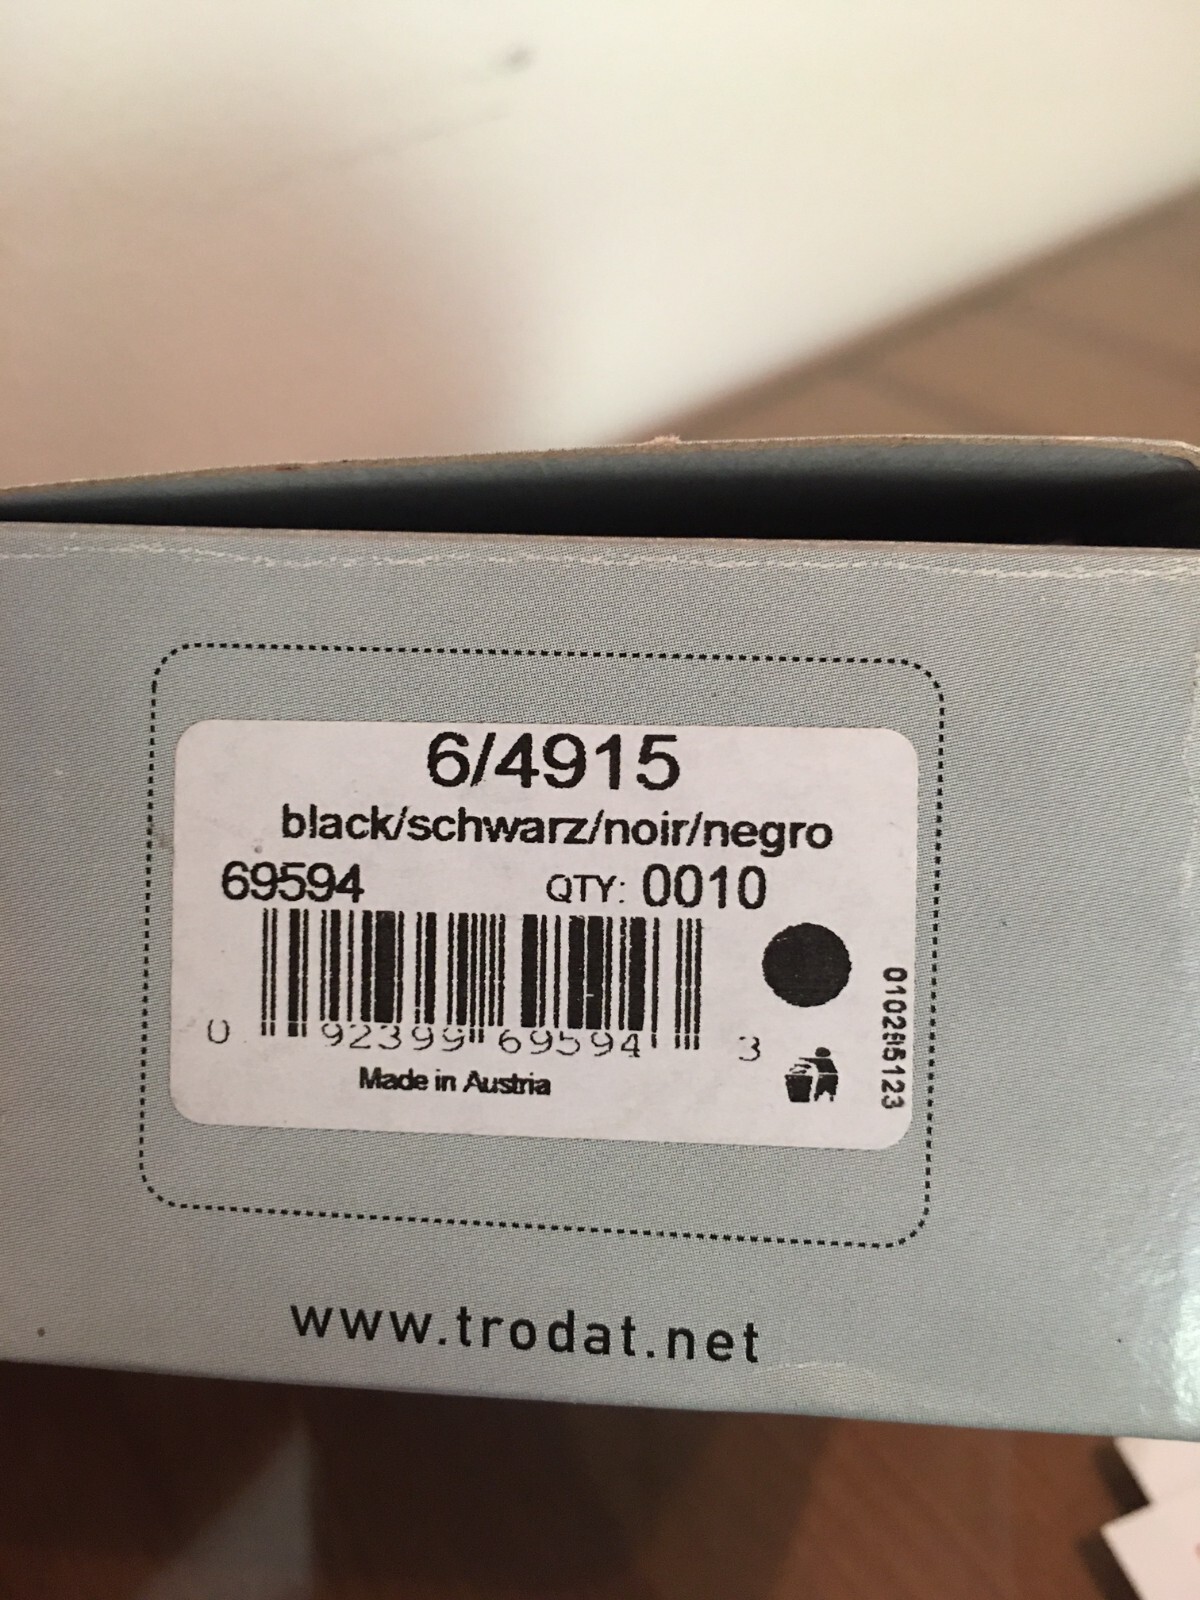 6/4915
black/schwarz/noir/negro
69594 QTY: 0010
0 92399 69594 3
Made in Austria
www.trodat.net